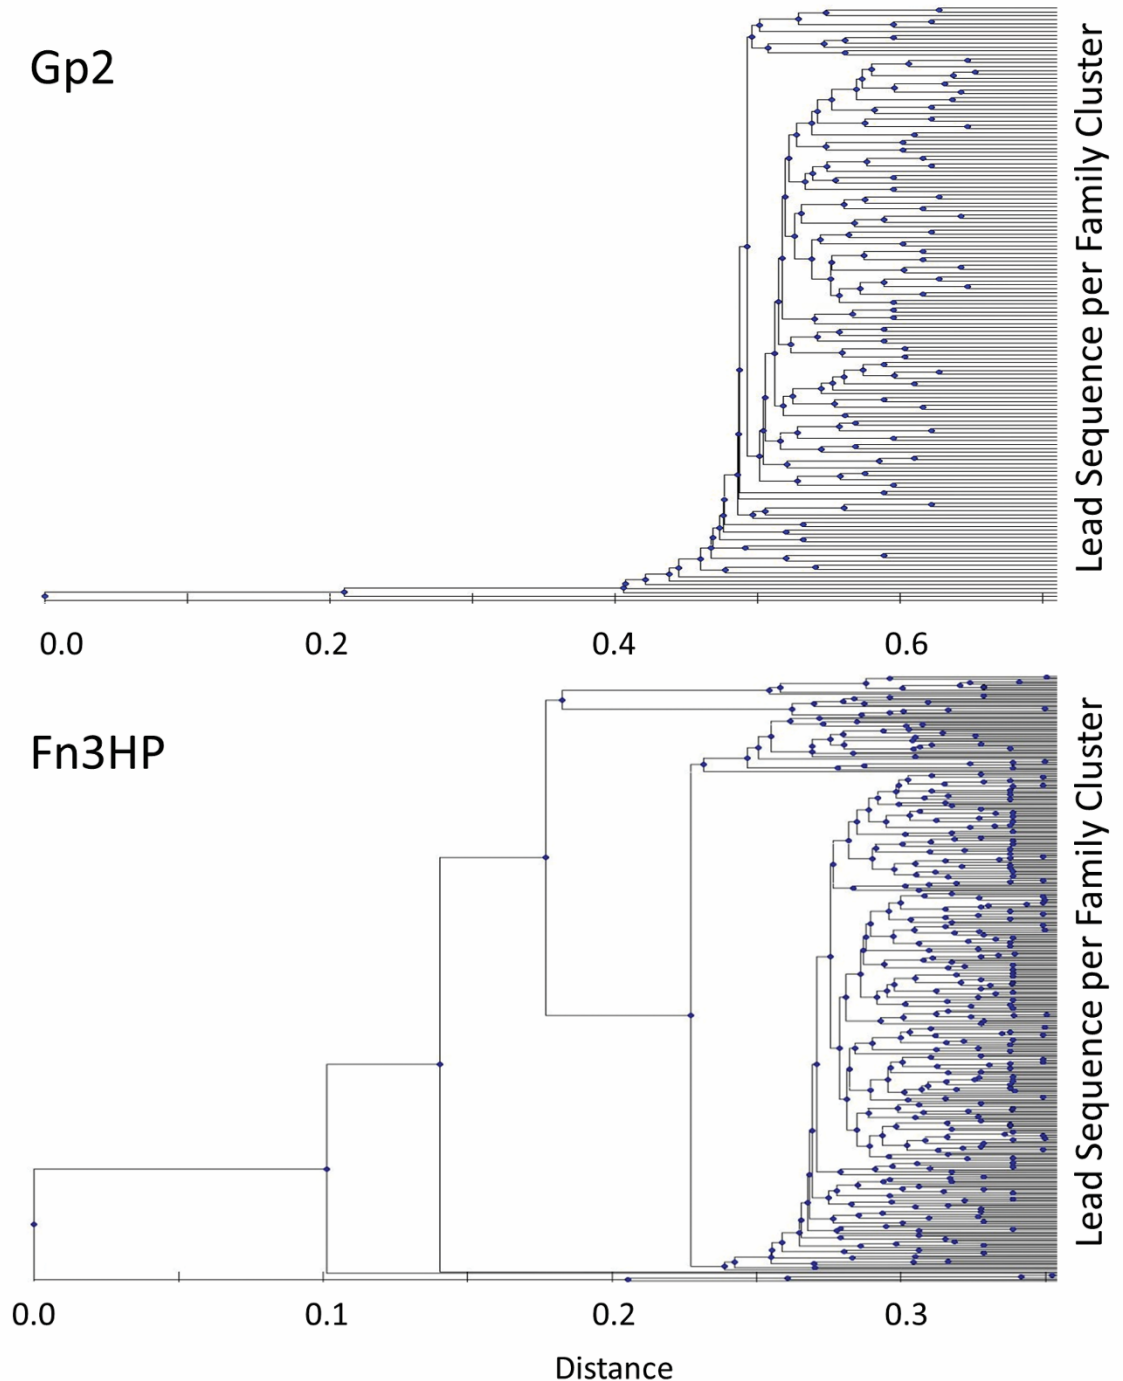 Gp2
Lead Sequence per Family Cluster
0.0 0.2 0.4 0.6
Fn3HP
Lead Sequence per Family Cluster
0.0 0.1 0.2 0.3
Distance